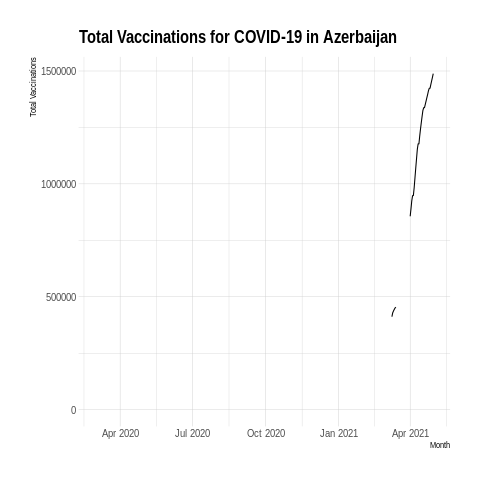 Total Vaccinations for COVID-19 in Azerbaijan
Total Vaccinations
1500000
1000000
500000
0
Apr 2020
Jul 2020
Oct 2020
Jan 2021
Apr 2021
Month